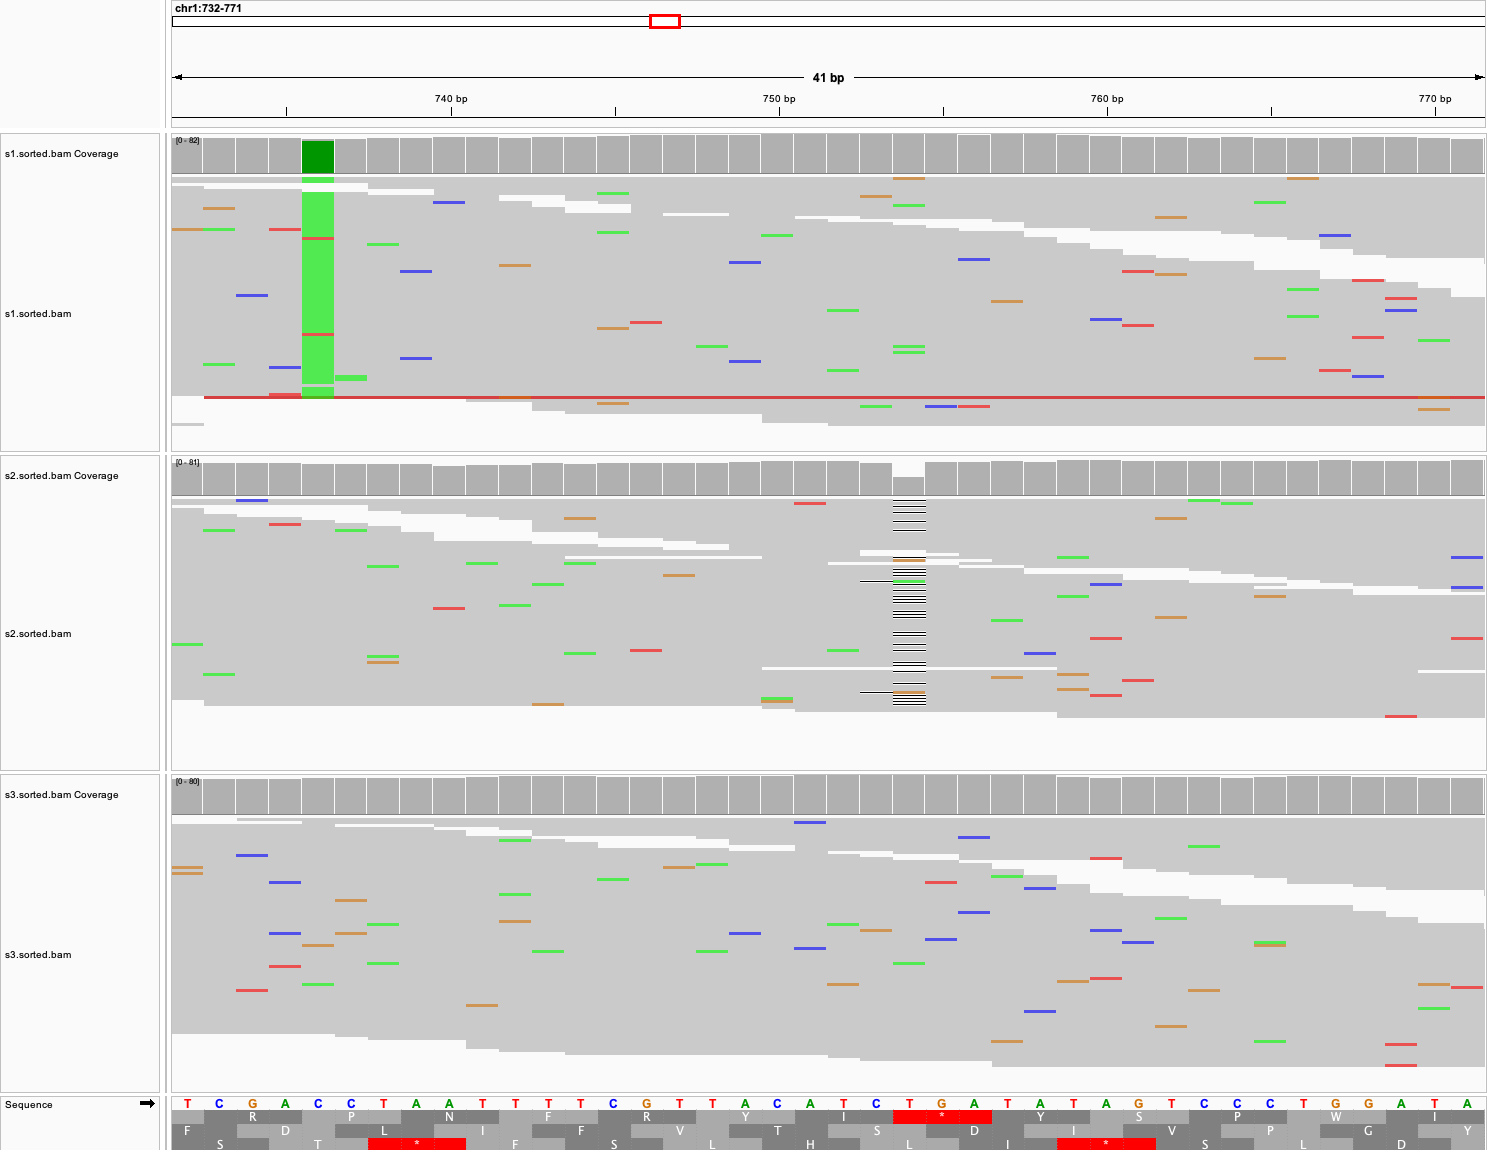 chr1:732-771
41 bp
740 bp 750 bp 760 bp 770 bp
[0 - 82]
s1.sorted.bam Coverage
s1.sorted.bam
[0 - 81]
s2.sorted.bam Coverage
s2.sorted.bam
[0 - 80]
s3.sorted.bam Coverage
s3.sorted.bam
Sequence T C G A C C T A A T T T C G T T A C A T C T G A T A T A G T C C C T G G A T A
R P N F R Y I * Y S P W I
F D L I F V T S D I V P G Y
S T * F S L H L I * S L D